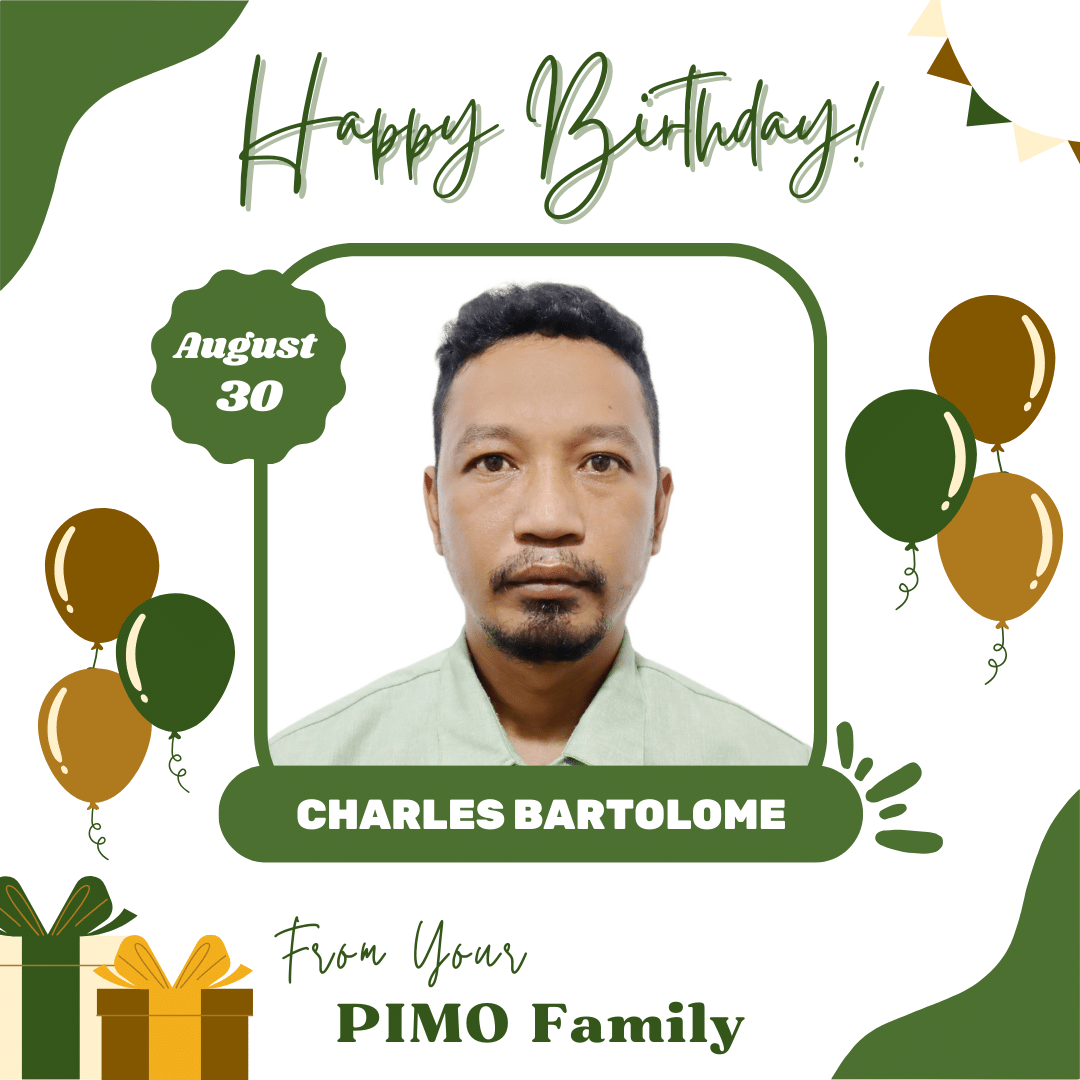 Happy Birthday!
August
30
CHARLES BARTOLOME
From Your
PIMO Family